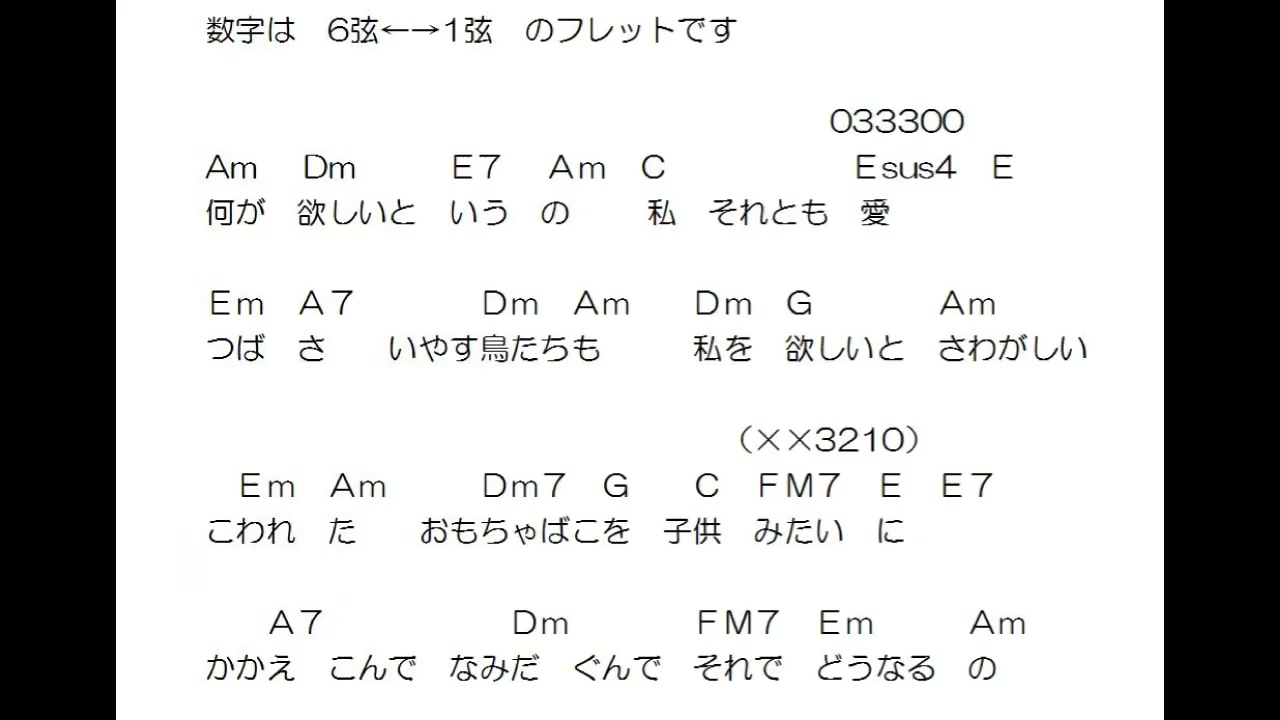 数字は　6弦←→1弦　のフレットです
033300
Am Dm E7 Am C Esus4 E
何が　欲しいと　いう　の　　私　それとも　愛
Em A7 Dm Am Dm G Am
つば　さ　　いやす鳥たちも　　　私を　欲しいと　さわがしい
(××3210)
Em Am Dm7 G C FM7 E E7
こわれ　た　　おもちゃばこを　子供　みたい　に
A7 Dm FM7 Em Am
かかえ　こんで　なみだ　ぐんで　それで　どうなる　の